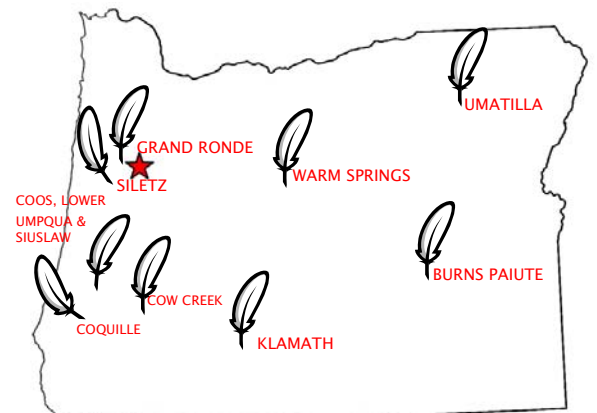 UMATILLA
GRAND RONDE
WARM SPRINGS
SILETZ
COOS, LOWER
UMPQUA &
SIUSLAW
BURNS PAIUTE
COW CREEK
COQUILLE
KLAMATH